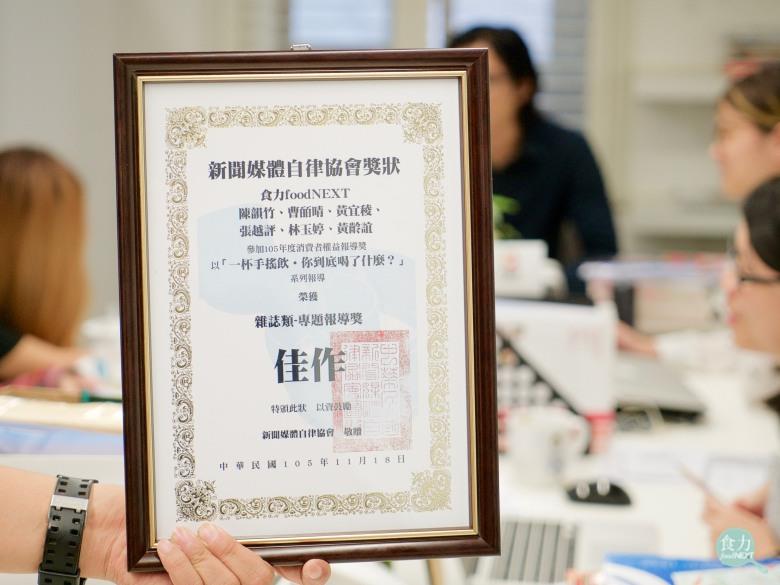 新聞媒體自律協會獎狀
食力foodNEXT
陳韻竹、曹皕晴、黃宜稜、
張越評、林玉婷、黃齡誼
參加105年度消費者權益報導獎
以「一杯手搖飲‧你到底喝了什麼？」
系列報導
榮獲
雜誌類-專題報導獎
佳作
特頒此狀 以資鼓勵
新聞媒體自律協會 敬贈
中華民國105年11月18日
食力
foodNEXT